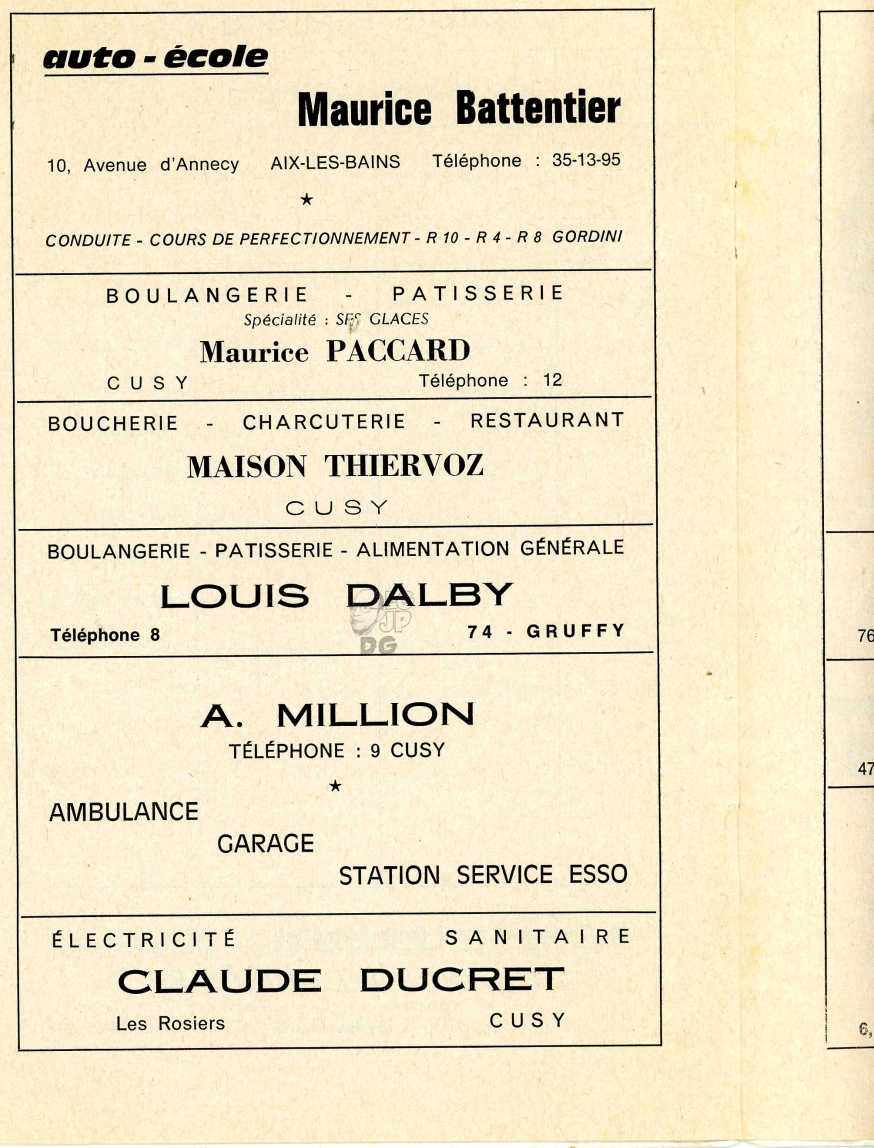 auto - école
Maurice Battentier
10, Avenue d'Annecy AIX-LES-BAINS Téléphone : 35-13-95
★
CONDUITE - COURS DE PERFECTIONNEMENT - R 10 - R 4 - R 8 GORDINI
BOULANGERIE - PATISSERIE
Spécialité : SES GLACES
Maurice PACCARD
CUSY Téléphone : 12
BOUCHERIE - CHARCUTERIE - RESTAURANT
MAISON THIERVOZ
CUSY
BOULANGERIE - PATISSERIE - ALIMENTATION GÉNÉRALE
LOUIS DALBY
JP
DG
Téléphone 8 74 - GRUFFY
A. MILLION
TÉLÉPHONE : 9 CUSY
★
AMBULANCE
GARAGE
STATION SERVICE ESSO
ÉLECTRICITÉ SANITAIRE
CLAUDE DUCRET
Les Rosiers CUSY
76
47
6,